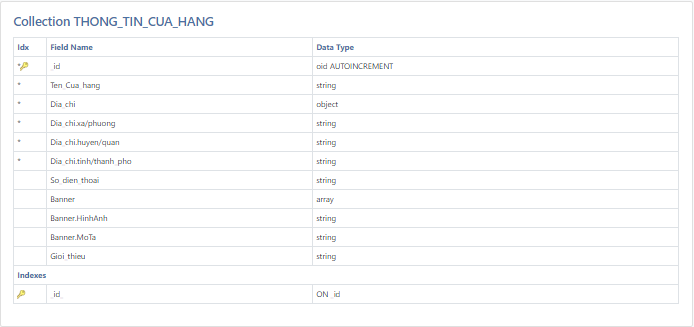 Collection THONG_TIN_CUA_HANG
Idx Field Name Data Type
* _id oid AUTOINCREMENT
* Ten_Cua_hang string
* Dia_chi object
* Dia_chi.xa/phuong string
* Dia_chi.huyen/quan string
* Dia_chi.tinh/thanh_pho string
So_dien_thoai string
Banner array
Banner.HinhAnh string
Banner.MoTa string
Gioi_thieu string
Indexes
_id_ ON _id